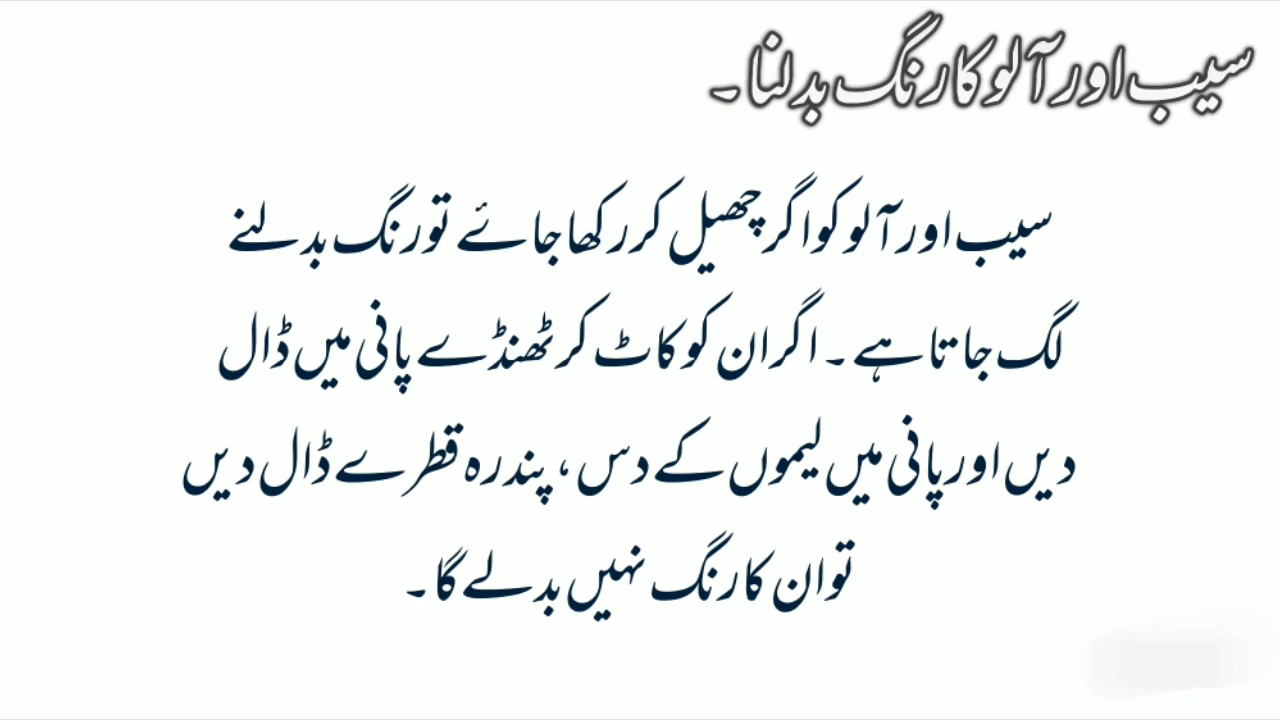 سیب اور آلو کا رنگ بدلنا۔
سیب اور آلو کو اگر چھیل کر رکھا جائے تو رنگ بدلنے
لگ جاتا ہے۔ اگر ان کو کاٹ کر ٹھنڈے پانی میں ڈال
دیں اور پانی میں لیموں کے دس، پندرہ قطرے ڈال دیں
تو ان کا رنگ نہیں بدلے گا۔